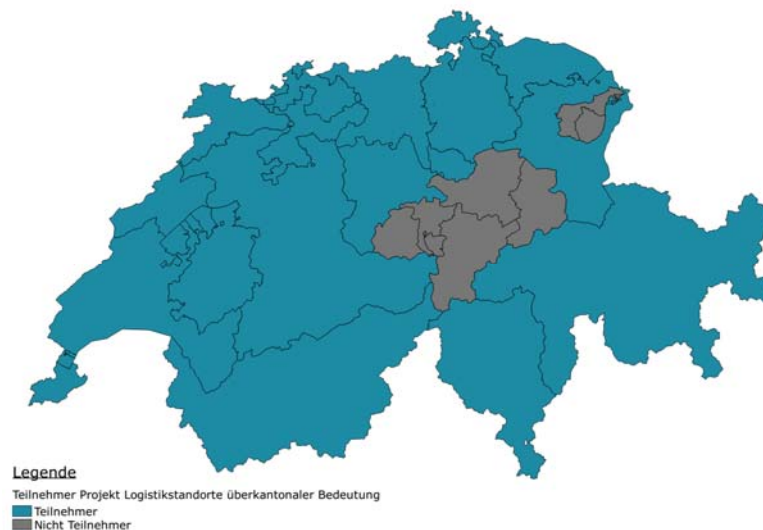 Legende
Teilnehmer Projekt Logistikstandorte überkantonaler Bedeutung
Teilnehmer
Nicht Teilnehmer